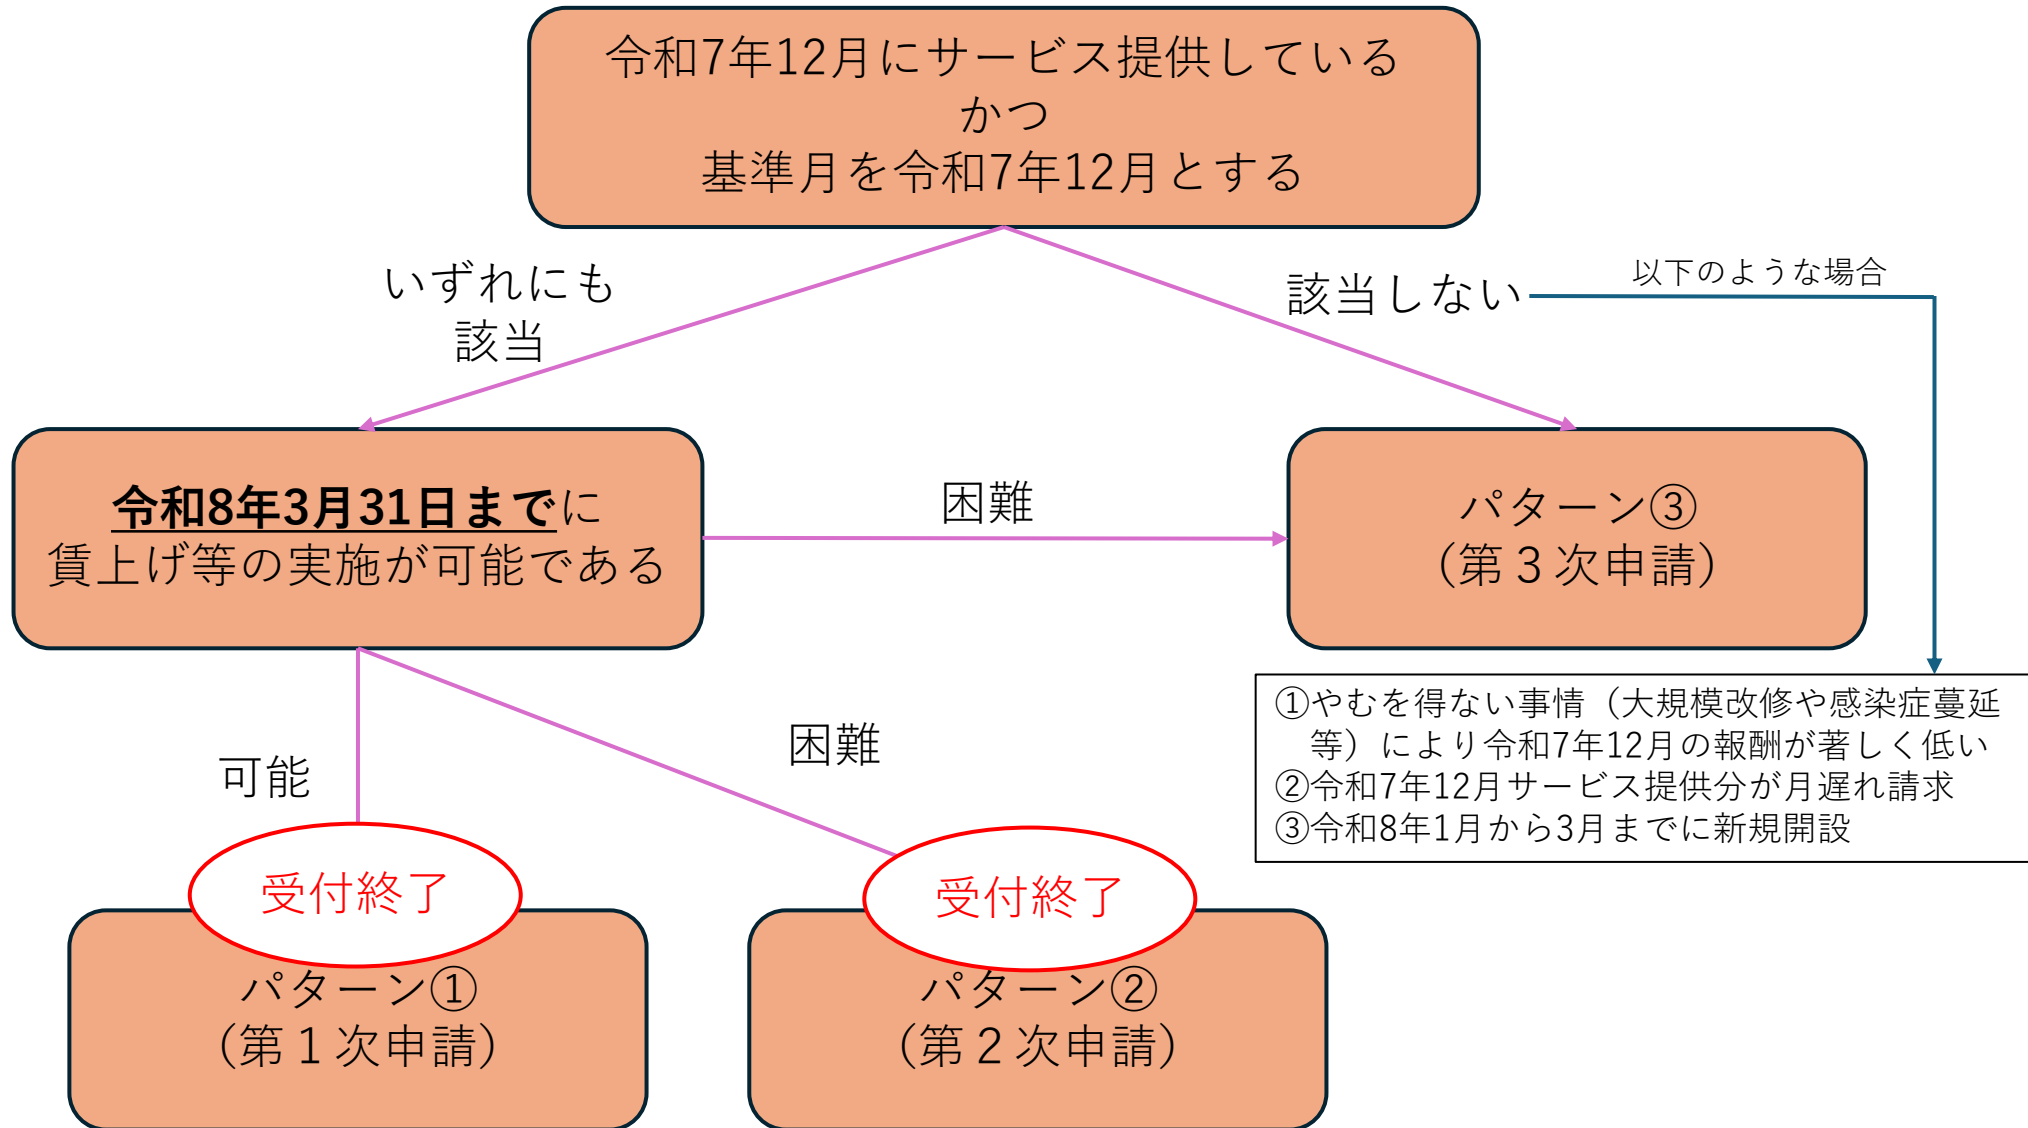 令和7年12月にサービス提供している
かつ
基準月を令和7年12月とする
いずれにも
該当
該当しない
以下のような場合
令和8年3月31日までに
賃上げ等の実施が可能である
困難
パターン③
（第３次申請）
①やむを得ない事情（大規模改修や感染症蔓延
等）により令和7年12月の報酬が著しく低い
②令和7年12月サービス提供分が月遅れ請求
③令和8年1月から3月までに新規開設
可能
困難
受付終了
パターン①
（第１次申請）
受付終了
パターン②
（第２次申請）